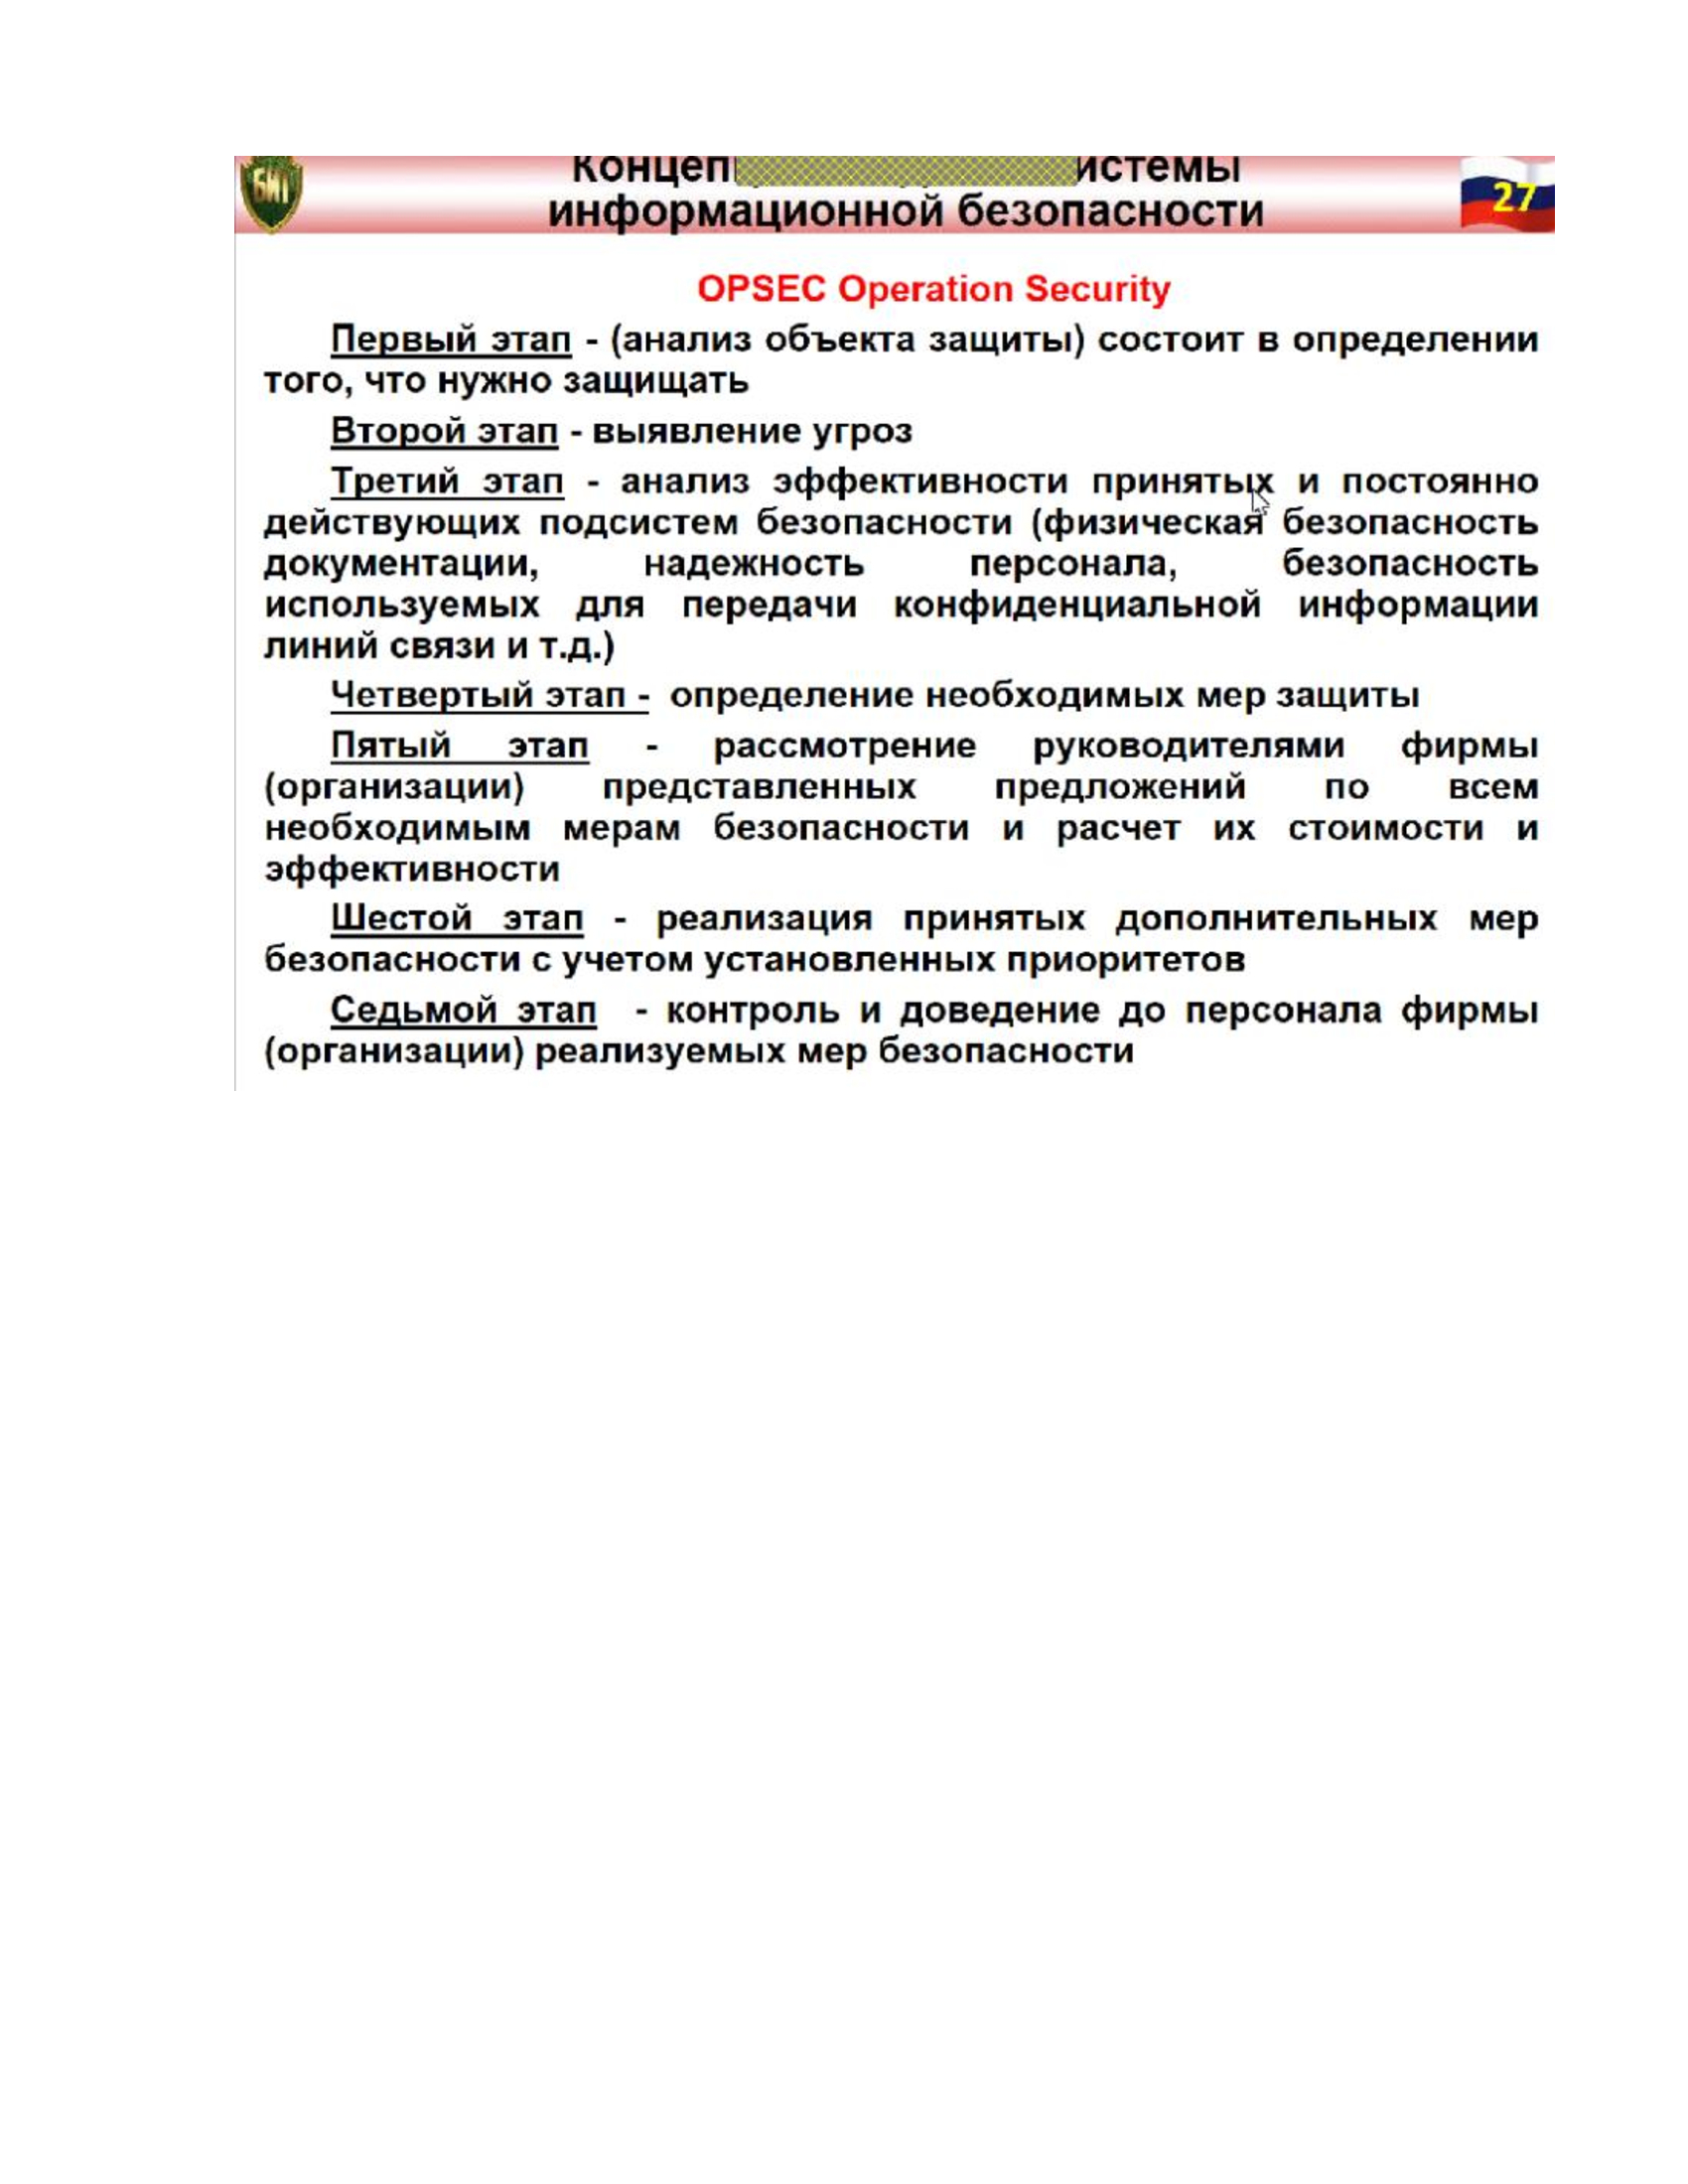 БИТ
Концеп истемы
информационной безопасности
27
OPSEC Operation Security
Первый этап - (анализ объекта защиты) состоит в определении
того, что нужно защищать
Второй этап - выявление угроз
Третий этап - анализ эффективности принятых и постоянно
действующих подсистем безопасности (физическая безопасность
документации, надежность персонала, безопасность
используемых для передачи конфиденциальной информации
линий связи и т.д.)
Четвертый этап - определение необходимых мер защиты
Пятый этап - рассмотрение руководителями фирмы
(организации) представленных предложений по всем
необходимым мерам безопасности и расчет их стоимости и
эффективности
Шестой этап - реализация принятых дополнительных мер
безопасности с учетом установленных приоритетов
Седьмой этап - контроль и доведение до персонала фирмы
(организации) реализуемых мер безопасности